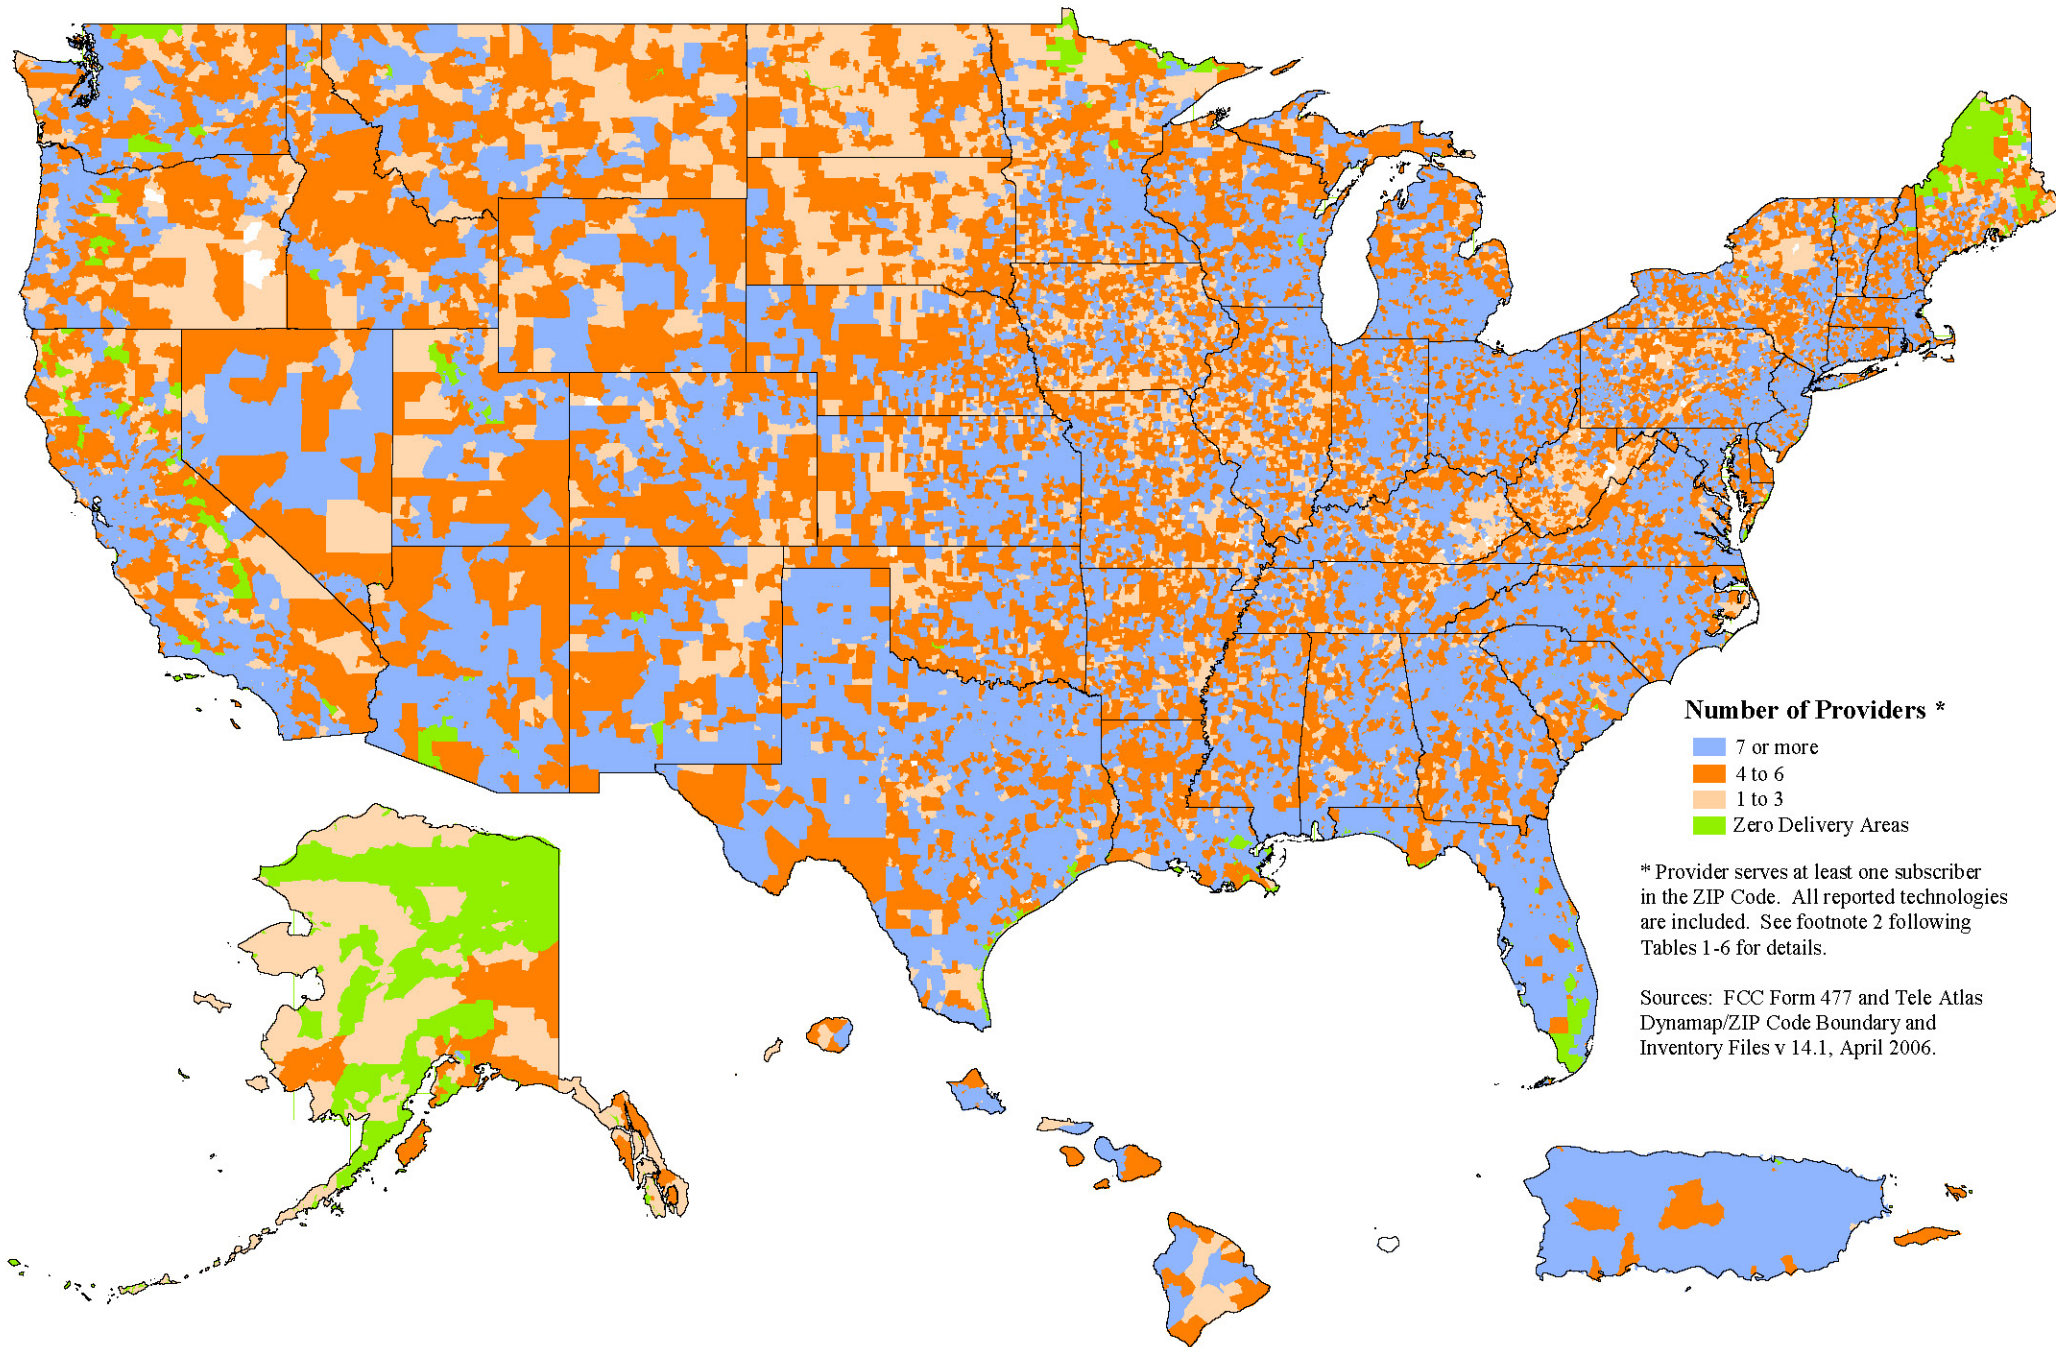 Number of Providers *
7 or more
4 to 6
1 to 3
Zero Delivery Areas
* Provider serves at least one subscriber
in the ZIP Code. All reported technologies
are included. See footnote 2 following
Tables 1-6 for details.
Sources: FCC Form 477 and Tele Atlas
Dynamap/ZIP Code Boundary and
Inventory Files v 14.1, April 2006.